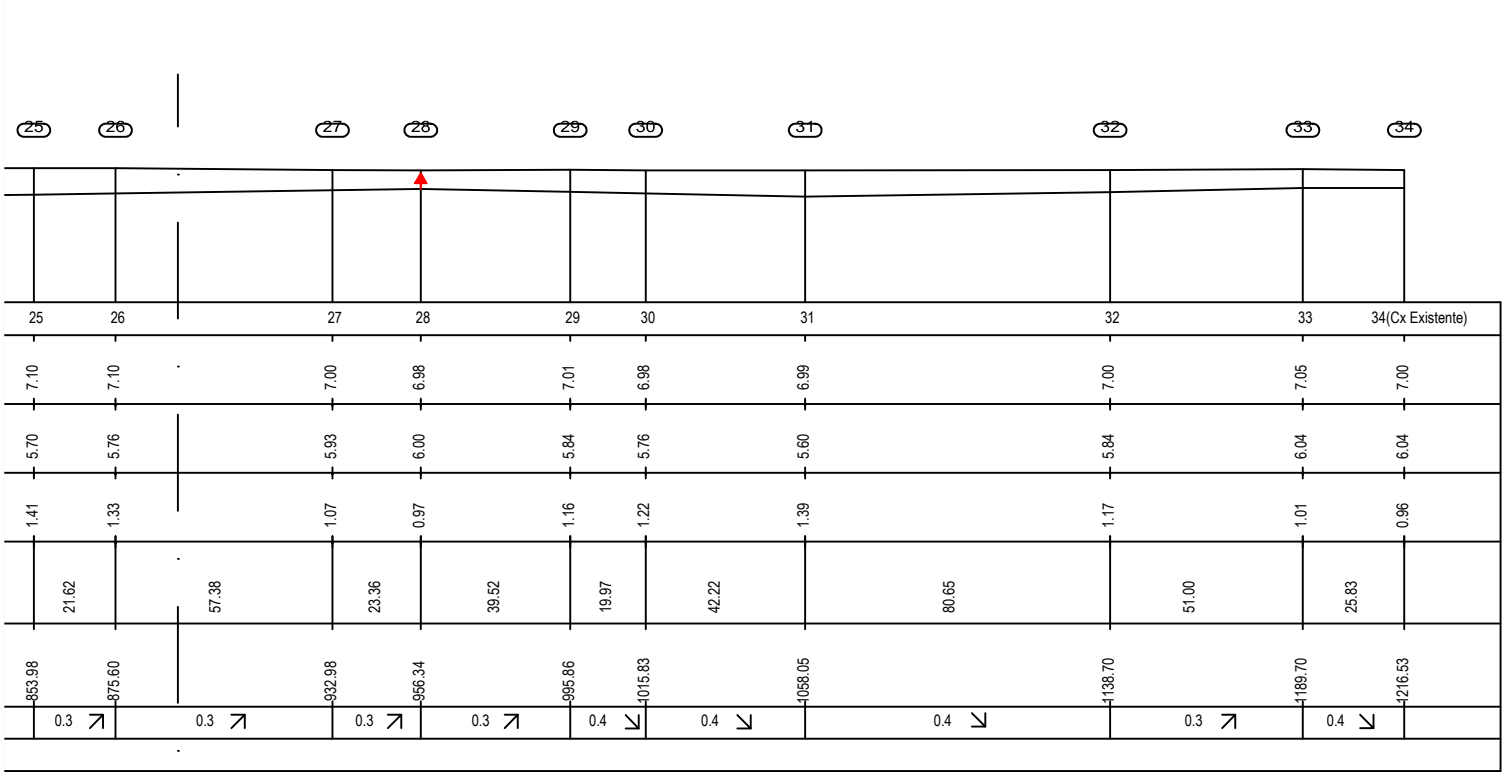 25 26 27 28 29 30 31 32 33 34
25 26 27 28 29 30 31 32 33 34(Cx Existente)
7.10 7.10 7.00 6.98 7.01 6.98 6.99 7.00 7.05 7.00
5.70 5.76 5.93 6.00 5.84 5.76 5.60 5.84 6.04 6.04
1.41 1.33 1.07 0.97 1.16 1.22 1.39 1.17 1.01 0.96
21.62 57.38 23.36 39.52 19.97 42.22 80.65 51.00 25.83
853.98 875.60 932.98 956.34 995.86 1015.83 1058.05 1138.70 1189.70 1216.53
0.3 0.3 0.3 0.3 0.4 0.4 0.4 0.3 0.4